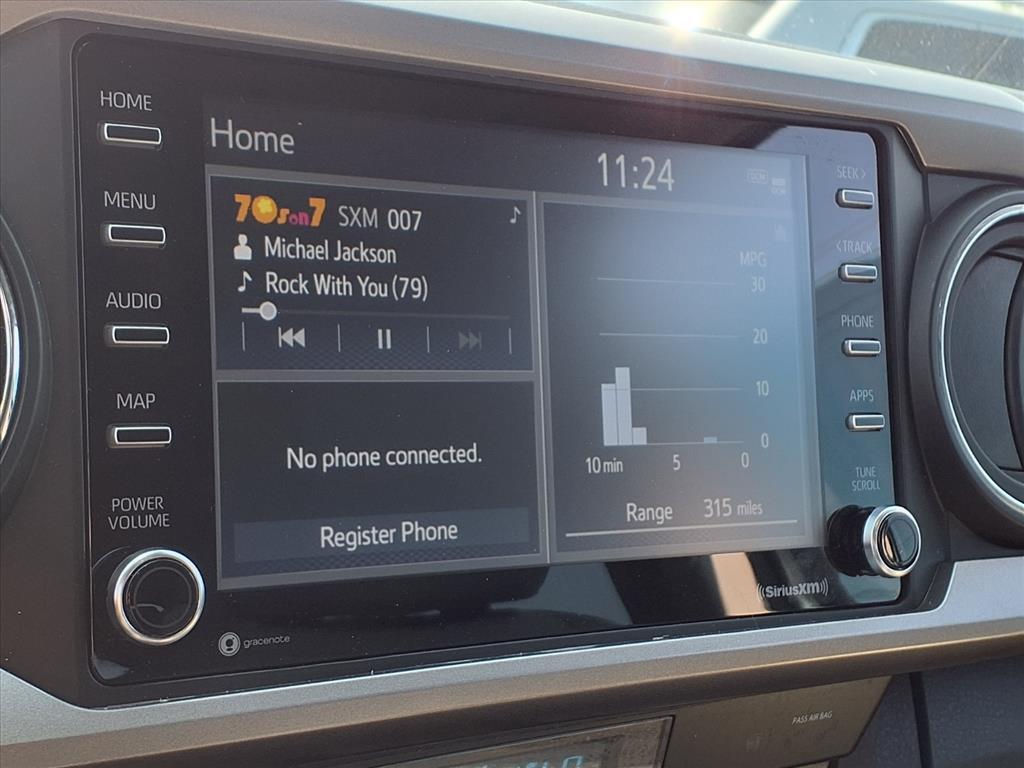 HOME
MENU
AUDIO
MAP
POWER
VOLUME
Home
11:24
DCM
70s on 7 SXM 007
Michael Jackson
Rock With You (79)
No phone connected.
Register Phone
MPG
30
20
10
0
10 min 5 0
Range 315 miles
SEEK >
< TRACK
PHONE
APPS
TUNE
SCROLL
gracenote
((SiriusXM))
PASS AIR BAG